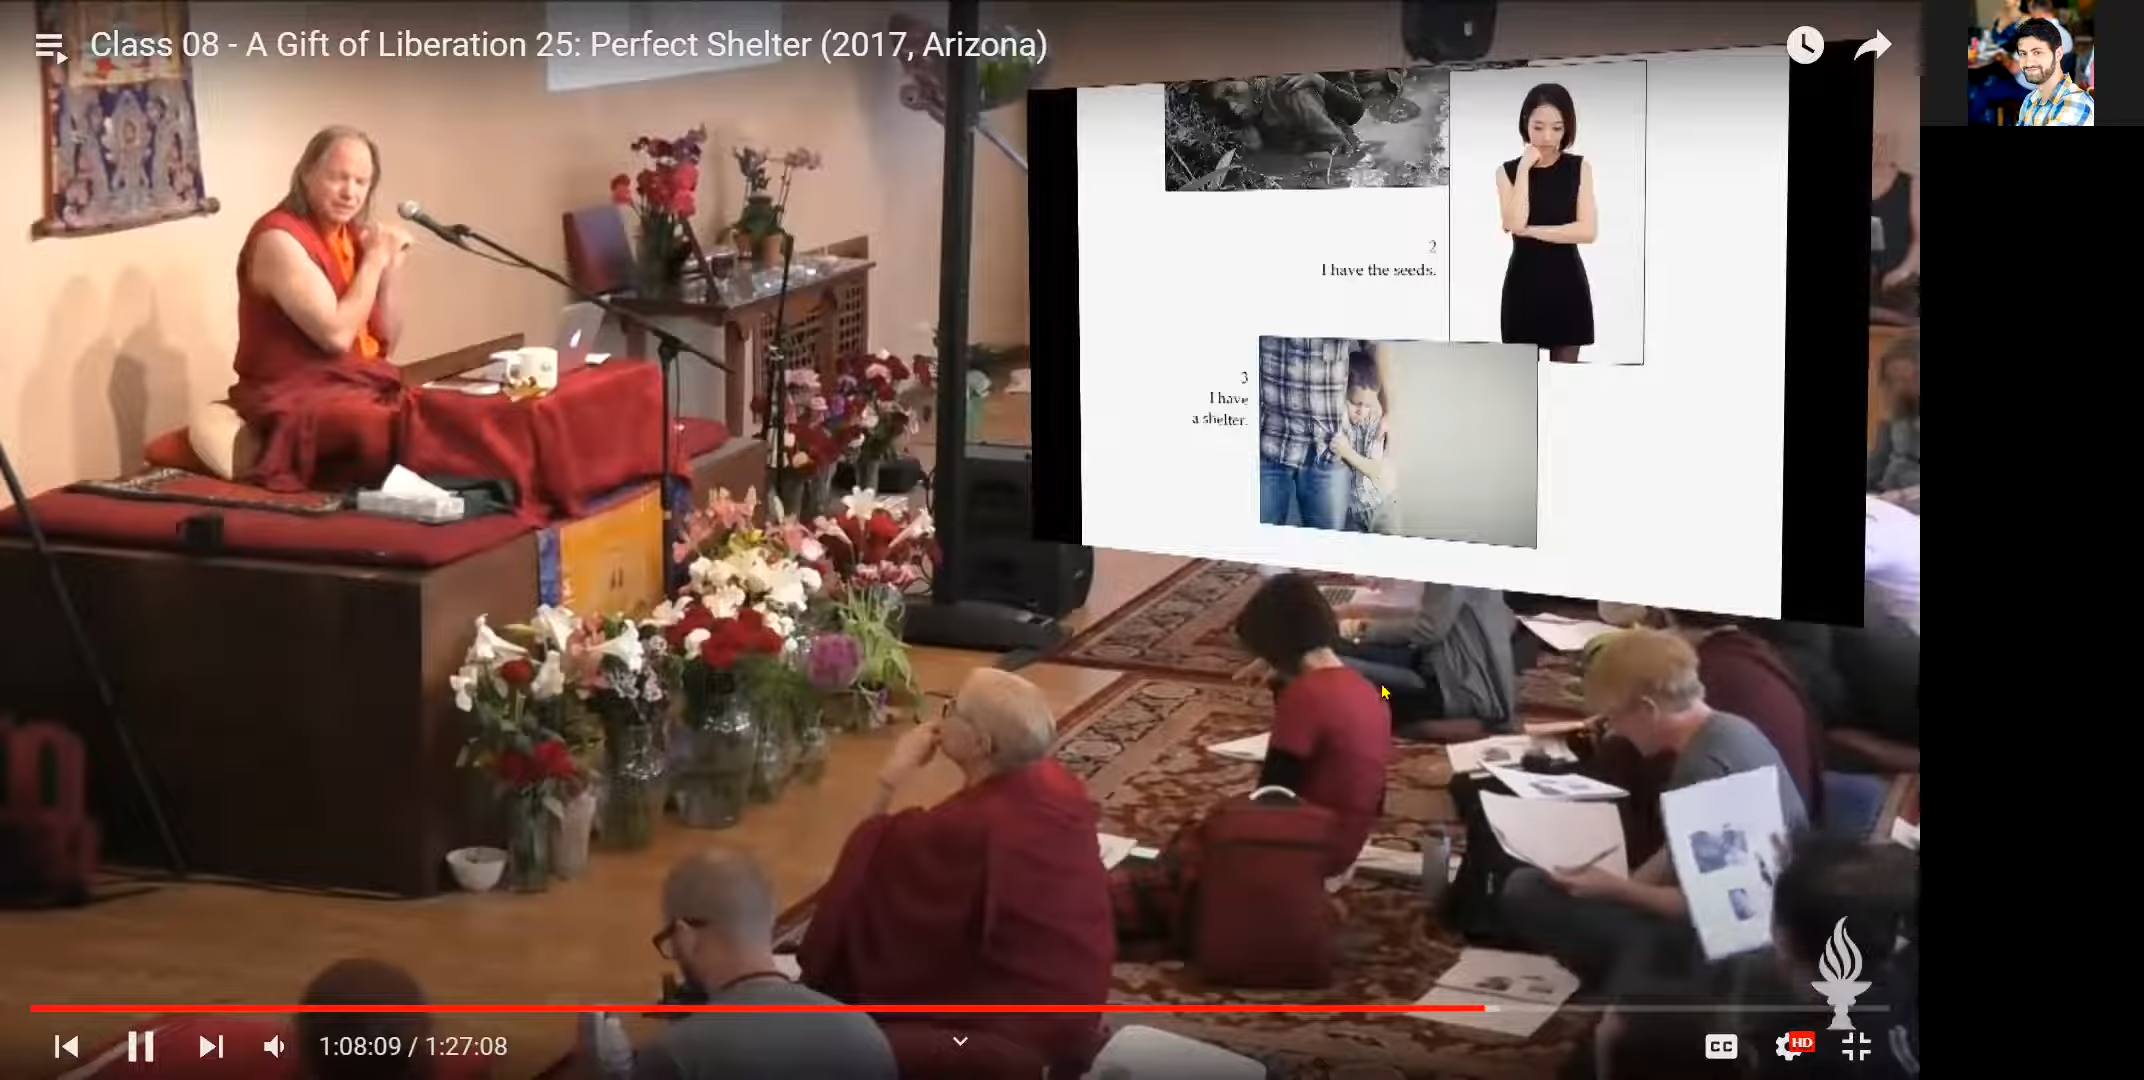 Class 08 - A Gift of Liberation 25: Perfect Shelter (2017, Arizona)
2
I have the seeds.
3
I have
a shelter.
1:08:09 / 1:27:08
CC
HD